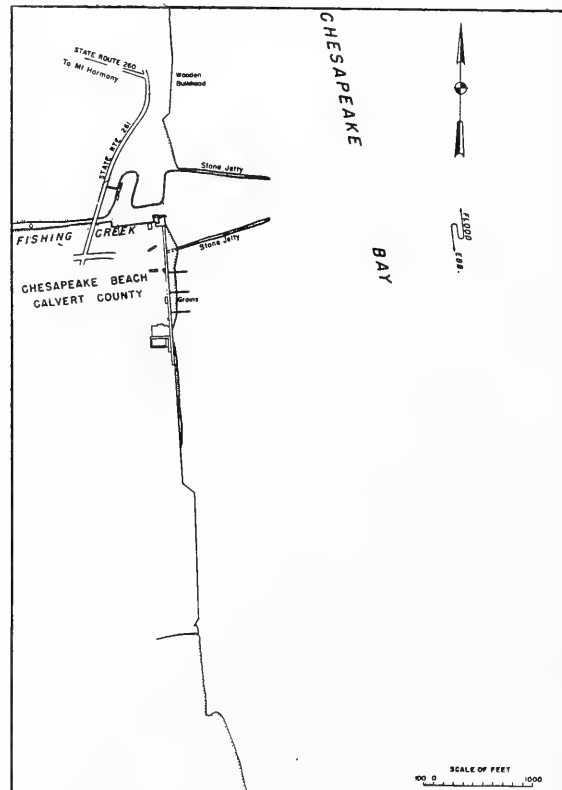 CHESAPEAKE
BAY
STATE ROUTE 260
To Mt Harmony
STATE RTE 261
Wooden
Bulkhead
Stone Jetty
Stone Jetty
FISHING CREEK
CHESAPEAKE BEACH
CALVERT COUNTY
Groins
FLOOD
EBB.
SCALE OF FEET
100 0 1000